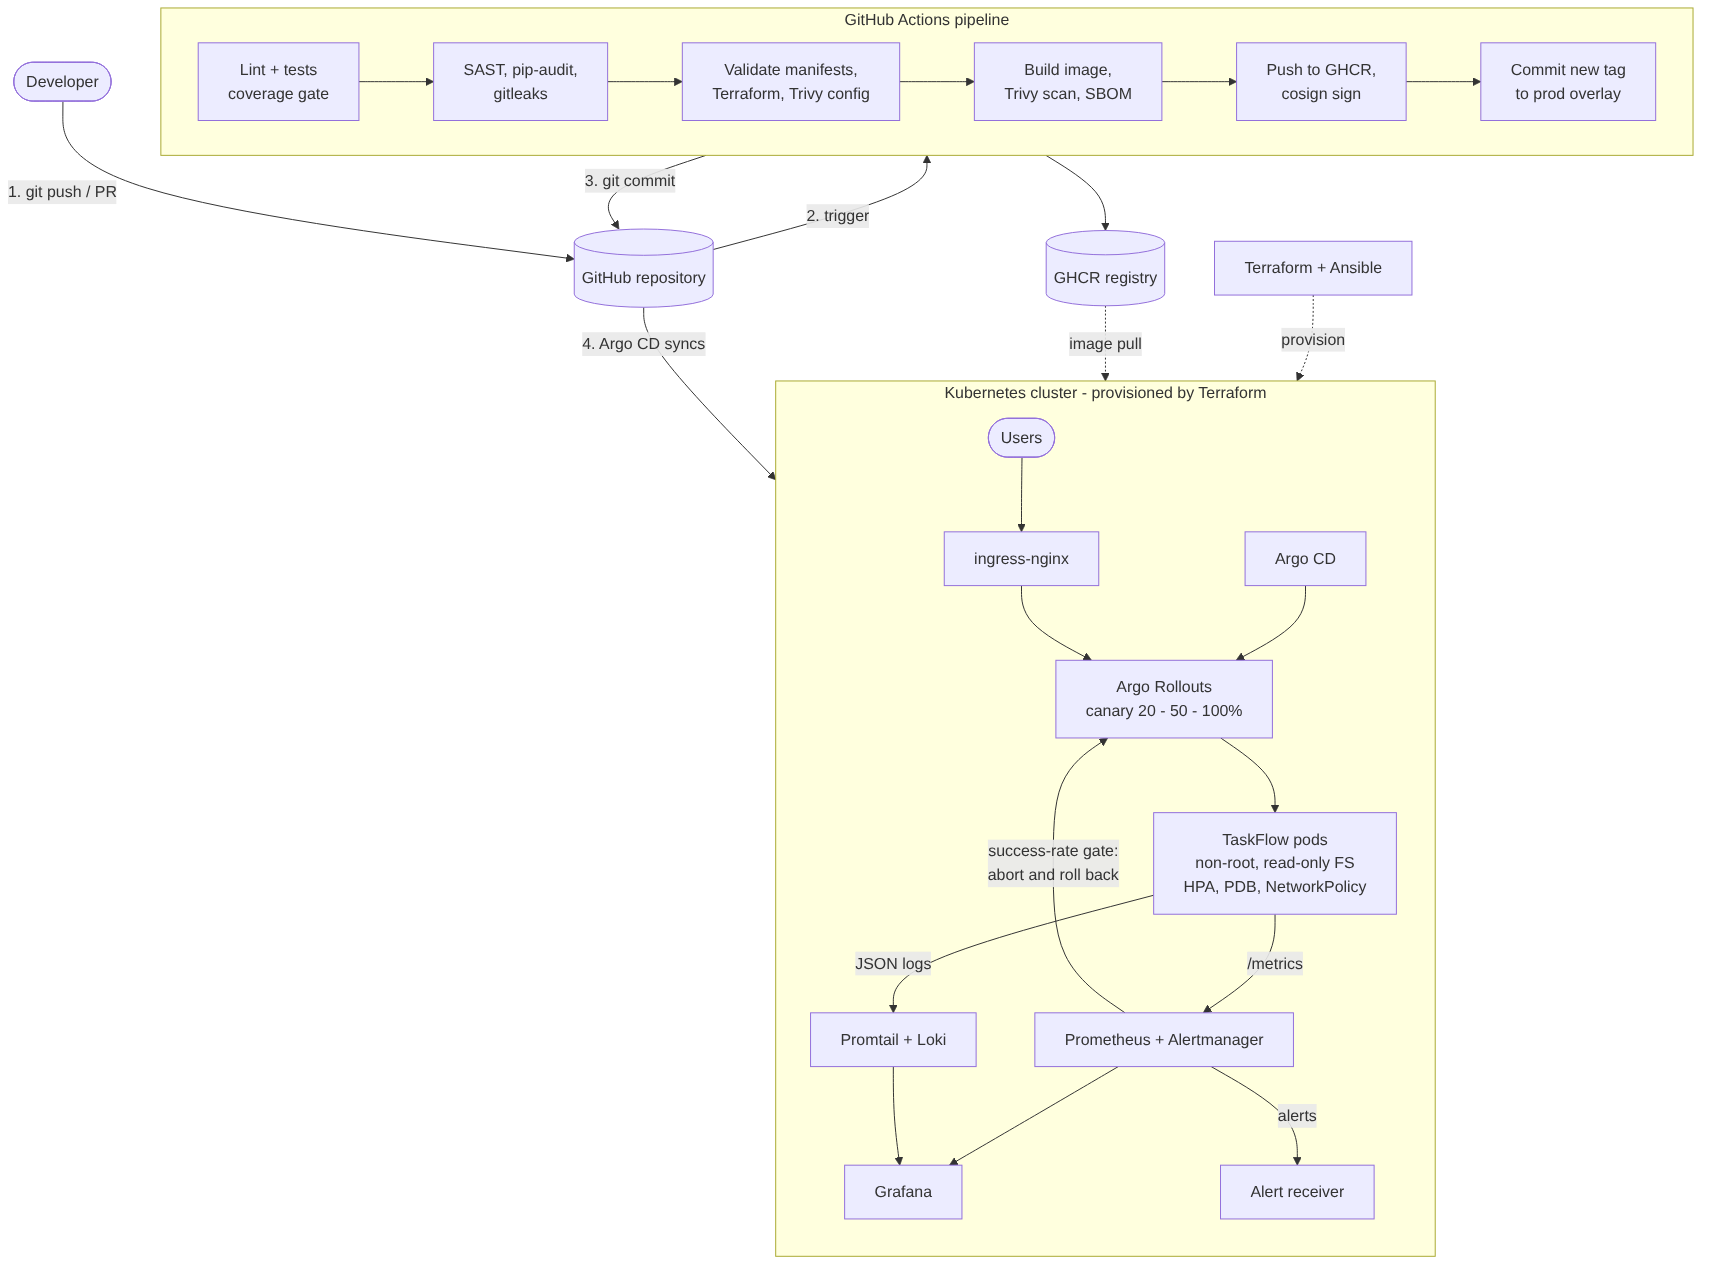 GitHub Actions pipeline
Developer
Lint + tests
coverage gate
SAST, pip-audit,
gitleaks
Validate manifests,
Terraform, Trivy config
Build image,
Trivy scan, SBOM
Push to GHCR,
cosign sign
Commit new tag
to prod overlay
1. git push / PR
3. git commit
2. trigger
GitHub repository
GHCR registry
Terraform + Ansible
4. Argo CD syncs
image pull
provision
Kubernetes cluster - provisioned by Terraform
Users
ingress-nginx
Argo CD
Argo Rollouts
canary 20 - 50 - 100%
success-rate gate:
abort and roll back
TaskFlow pods
non-root, read-only FS
HPA, PDB, NetworkPolicy
JSON logs
/metrics
Promtail + Loki
Prometheus + Alertmanager
alerts
Grafana
Alert receiver